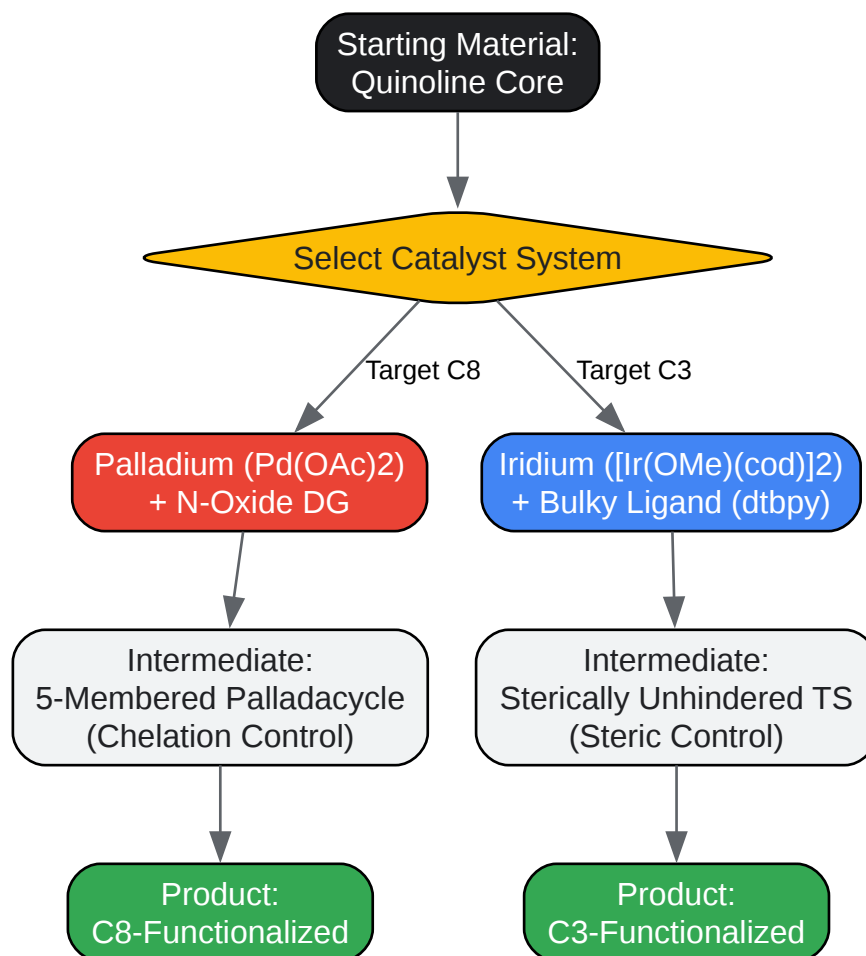 Starting Material:
Quinoline Core
Select Catalyst System
Target C8
Target C3
Palladium (Pd(OAc)2)
+ N-Oxide DG
Iridium ([Ir(OMe)(cod)]2)
+ Bulky Ligand (dtbpy)
Intermediate:
5-Membered Palladacycle
(Chelation Control)
Intermediate:
Sterically Unhindered TS
(Steric Control)
Product:
C8-Functionalized
Product:
C3-Functionalized